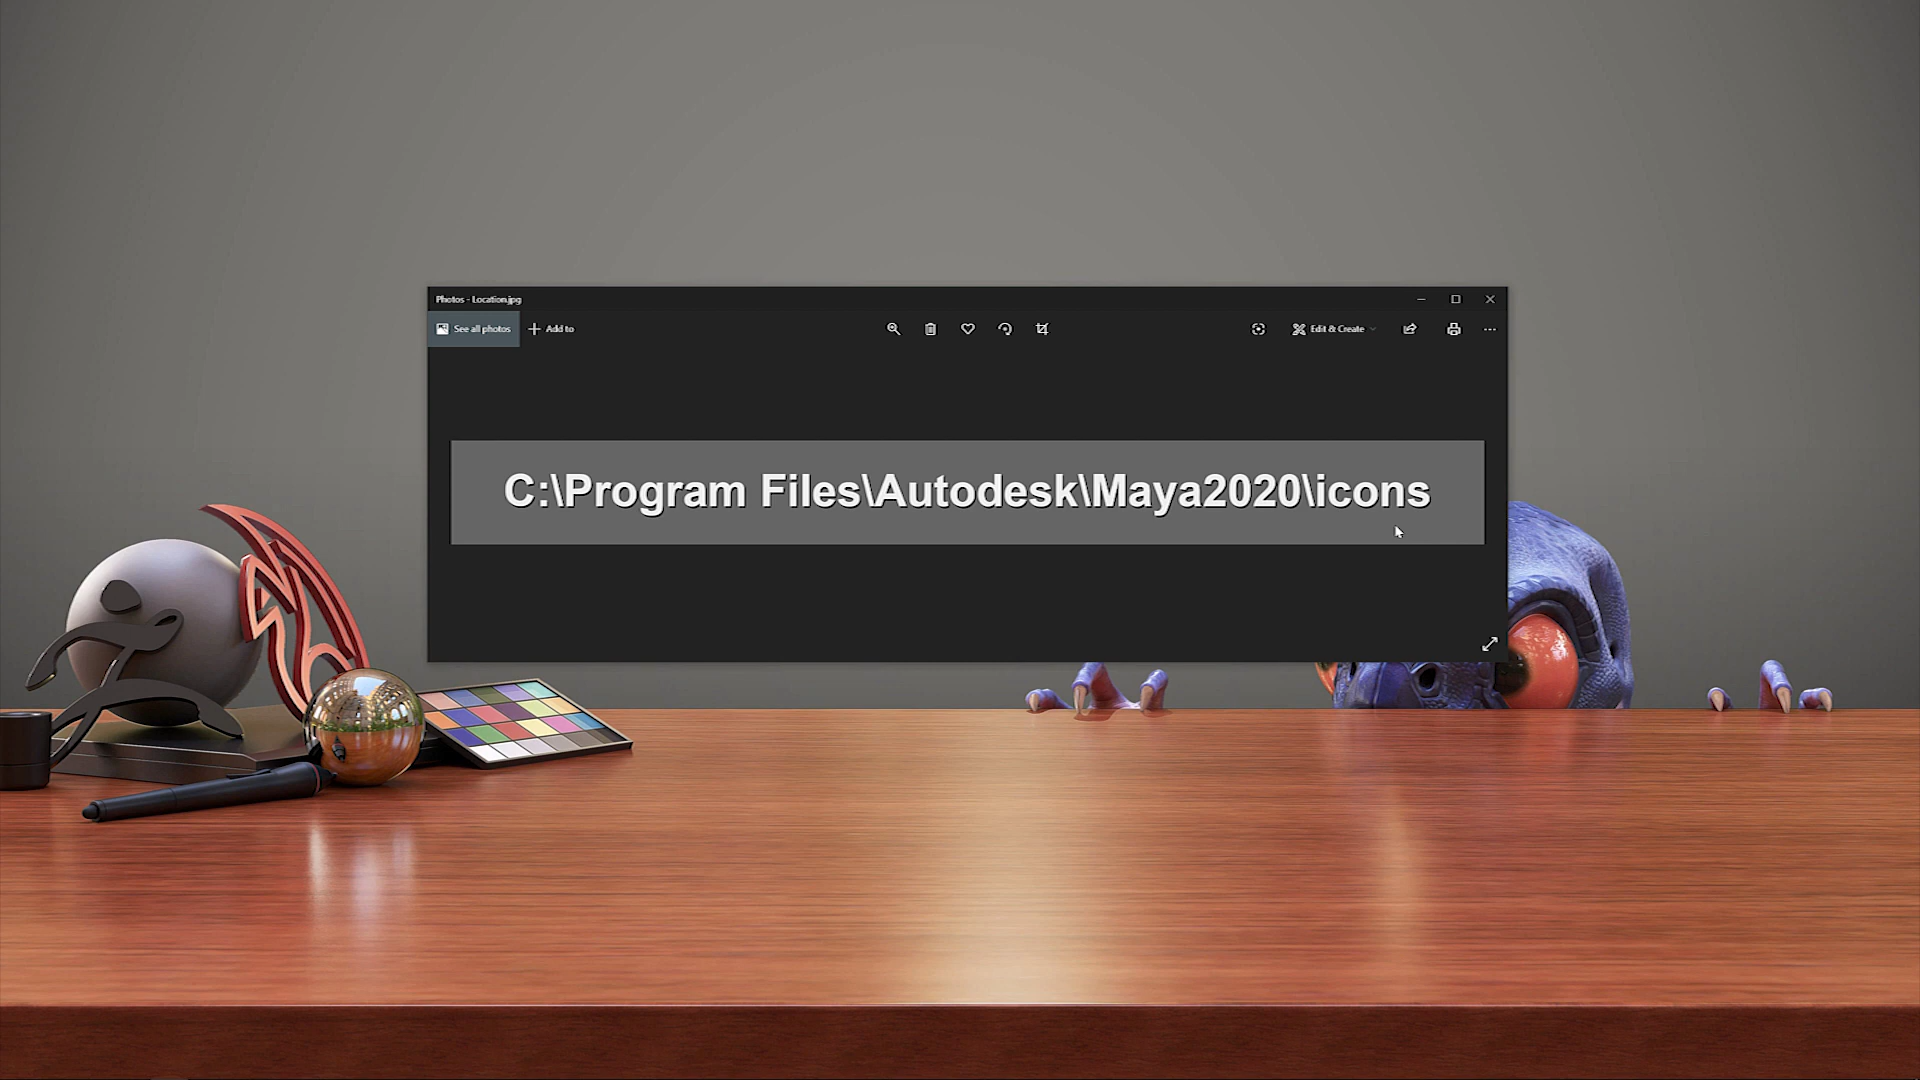 Photos - Location.jpg
See all photos
Add to
Edit & Create
C:\Program Files\Autodesk\Maya2020\icons